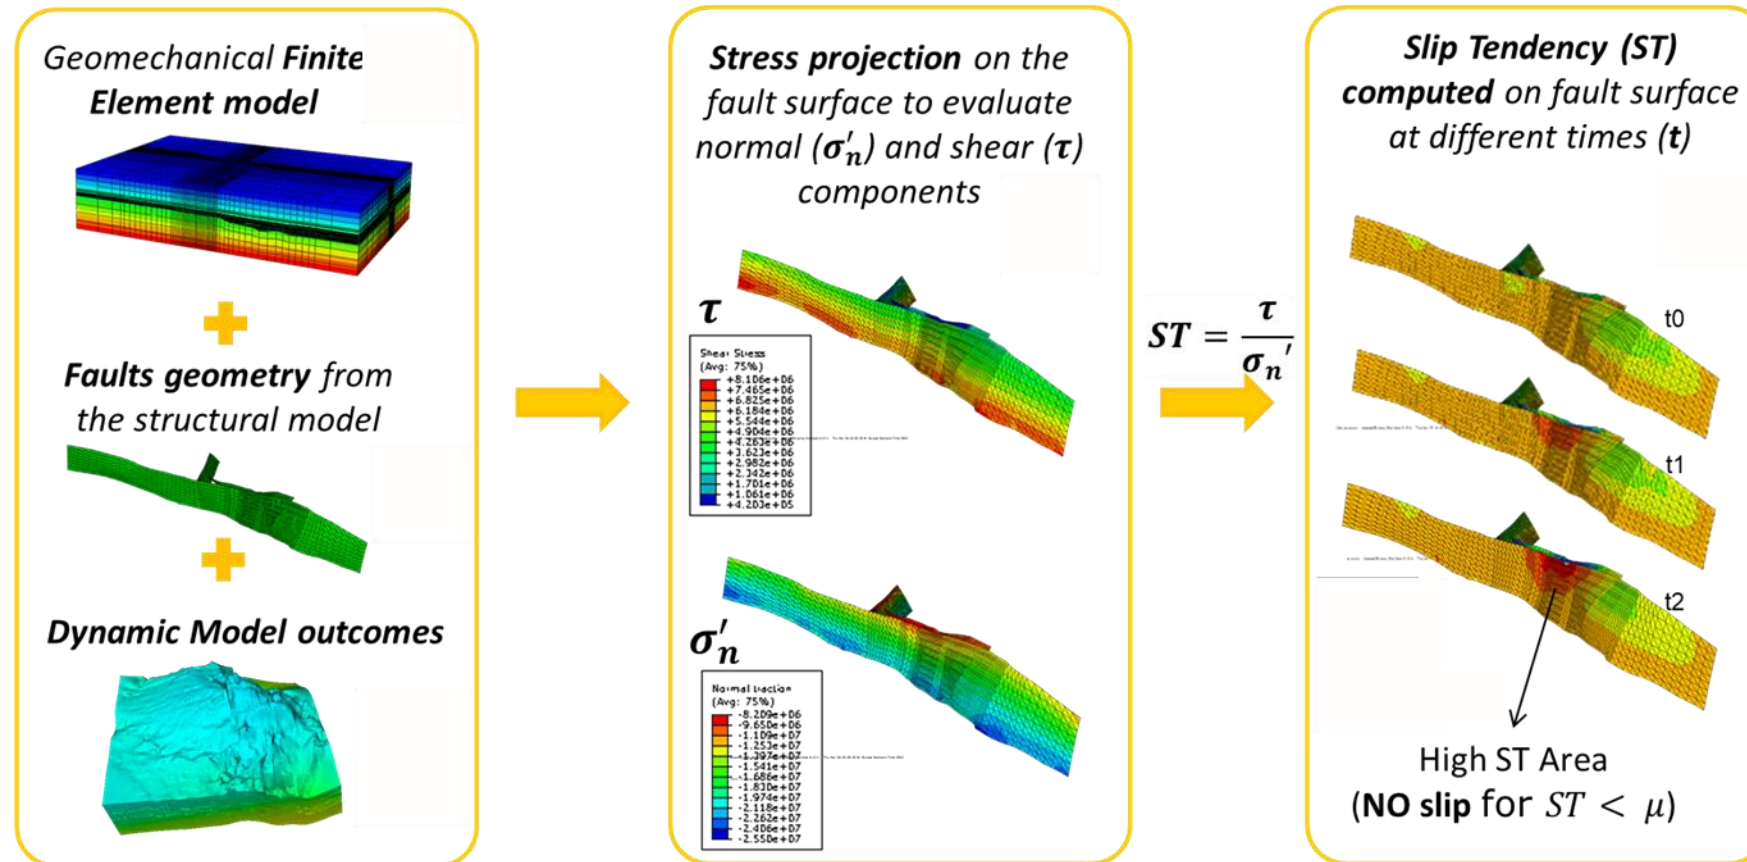 Geomechanical Finite
Element model
Faults geometry from
the structural model
Dynamic Model outcomes
Stress projection on the
fault surface to evaluate
normal (σ′n) and shear (τ)
components
τ
Shear Stress
(Avg: 75%)
+8.106e+06
+7.465e+06
+6.825e+06
+6.184e+06
+5.544e+06
+4.904e+06
+4.263e+06
+3.623e+06
+2.982e+06
+2.342e+06
+1.701e+06
+1.061e+06
+4.203e+05
σ′n
Normal traction
(Avg: 75%)
-8.209e+06
-9.650e+06
-1.109e+07
-1.253e+07
-1.397e+07
-1.541e+07
-1.686e+07
-1.830e+07
-1.974e+07
-2.118e+07
-2.262e+07
-2.406e+07
-2.550e+07
ST = τ / σn′
Slip Tendency (ST)
computed on fault surface
at different times (t)
t0
t1
t2
High ST Area
(NO slip for ST < μ)